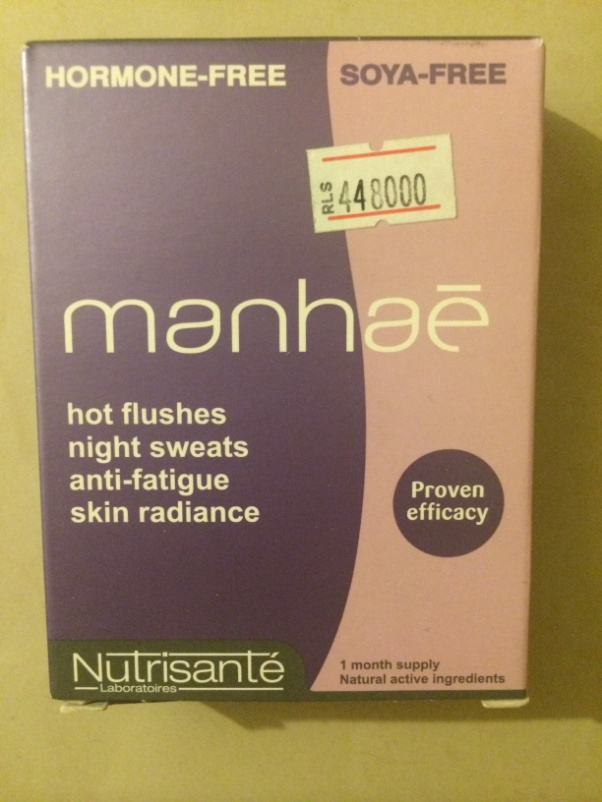 HORMONE-FREE SOYA-FREE
RLS 448000
manhaē
hot flushes
night sweats
anti-fatigue
skin radiance
Proven
efficacy
Nutrisanté
Laboratoires
1 month supply
Natural active ingredients